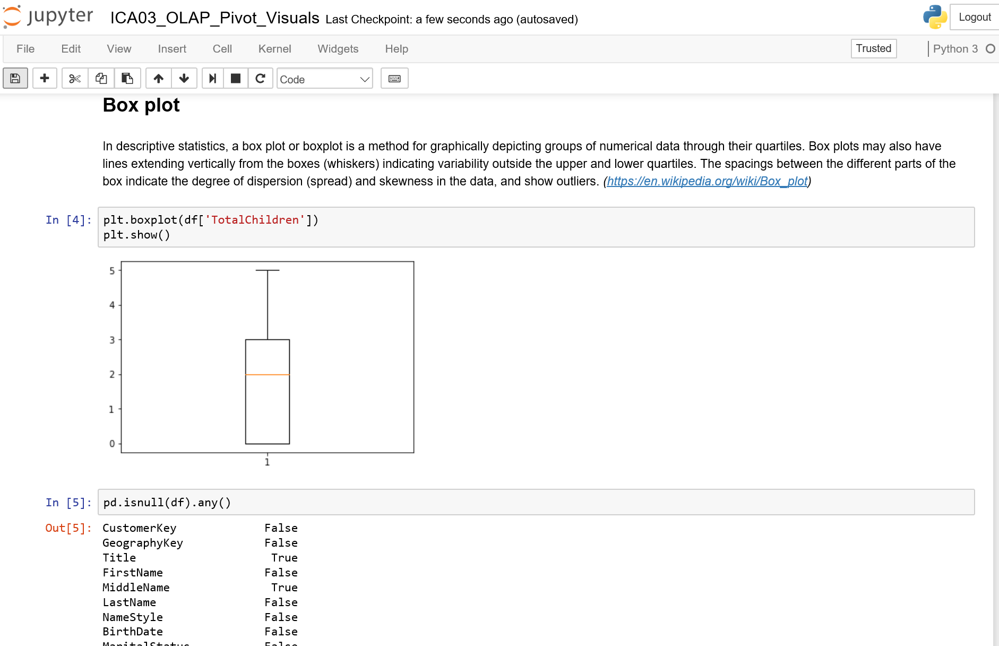 jupyter ICA03_OLAP_Pivot_Visuals Last Checkpoint: a few seconds ago (autosaved) Logout
File Edit View Insert Cell Kernel Widgets Help Trusted Python 3
Code
Box plot
In descriptive statistics, a box plot or boxplot is a method for graphically depicting groups of numerical data through their quartiles. Box plots may also have
lines extending vertically from the boxes (whiskers) indicating variability outside the upper and lower quartiles. The spacings between the different parts of the
box indicate the degree of dispersion (spread) and skewness in the data, and show outliers. (https://en.wikipedia.org/wiki/Box_plot)
In [4]: plt.boxplot(df['TotalChildren'])
plt.show()
5
4
3
2
1
0
1
In [5]: pd.isnull(df).any()
Out[5]: CustomerKey False
GeographyKey False
Title True
FirstName False
MiddleName True
LastName False
NameStyle False
BirthDate False
MaritalStatus False